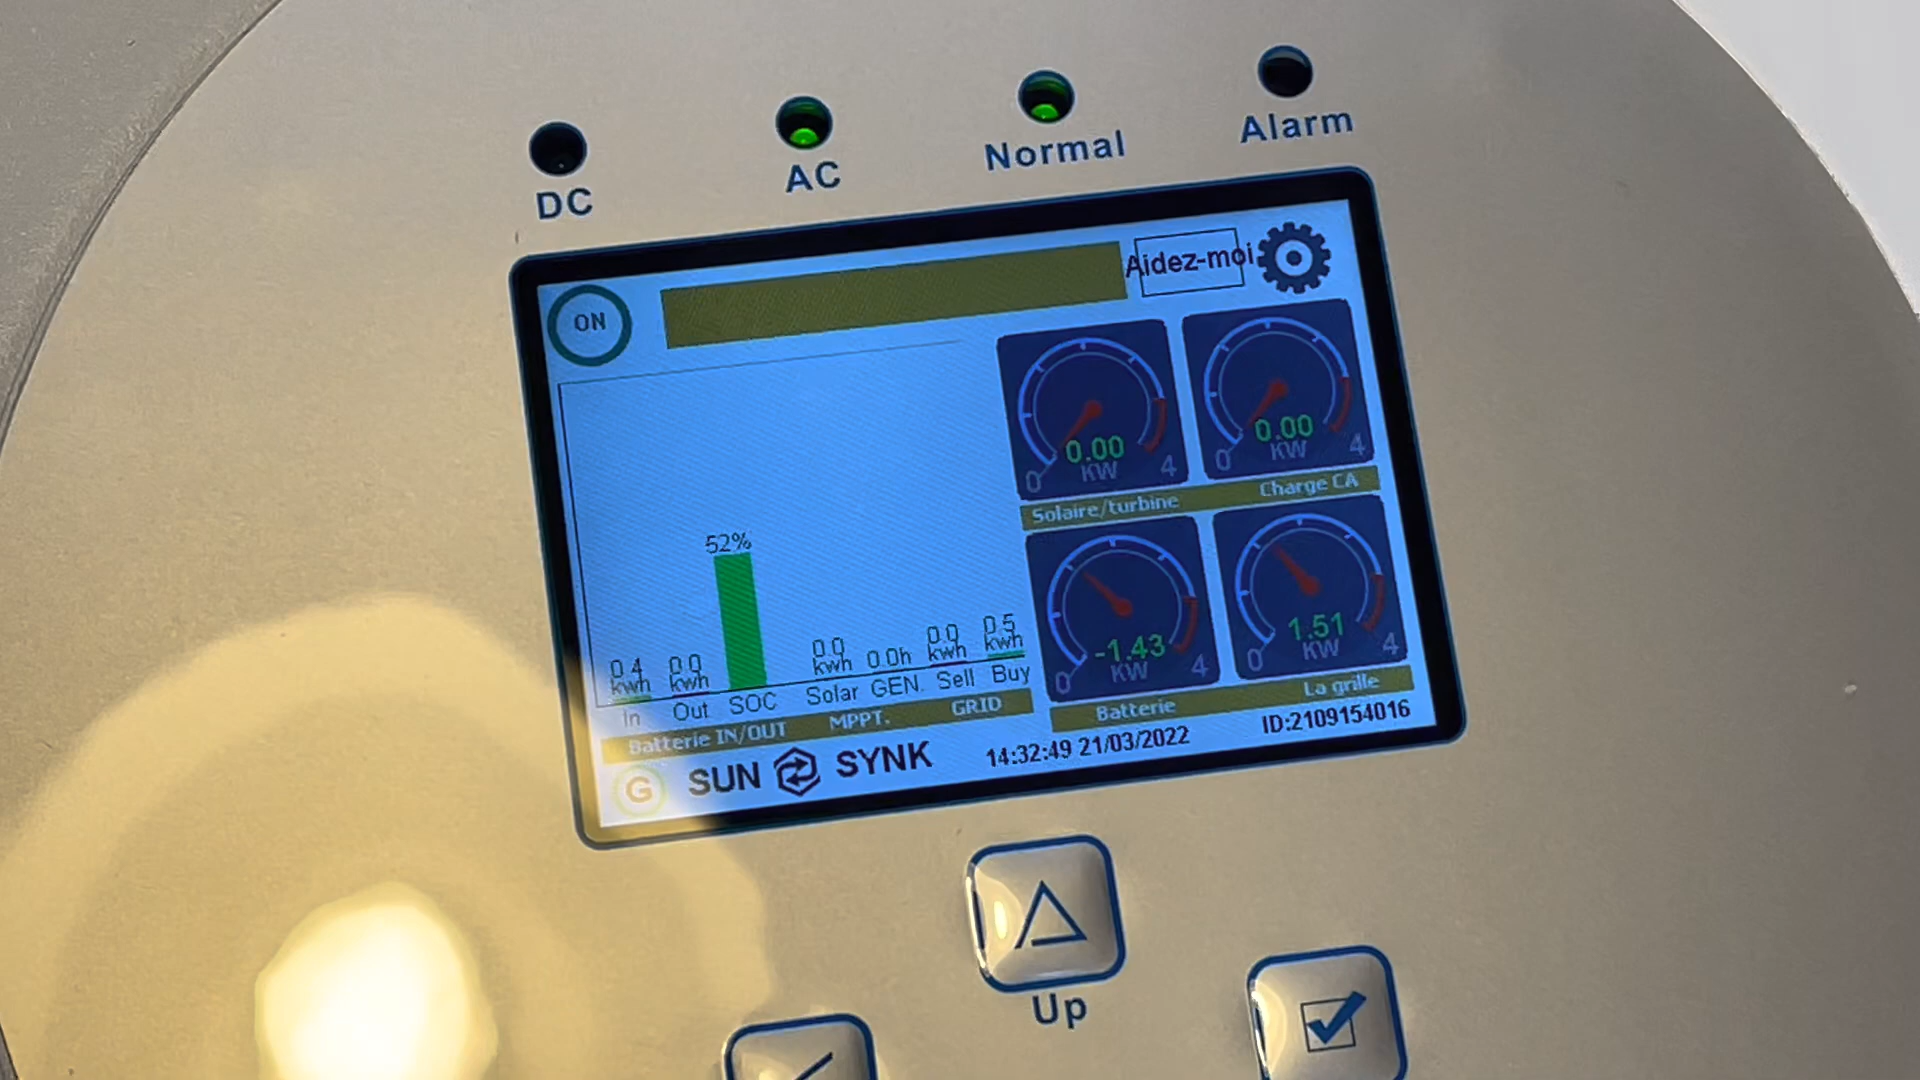 DC AC Normal Alarm
ON Aidez-moi
0.00 KW 0 4
0.00 KW 0 4
Solaire/turbine Charge CA
52%
0.4 kwh 0.0 kwh 0.0 kwh 0.0h 0.0 kwh 0.5 kwh
In Out SOC Solar GEN. Sell Buy
Batterie IN/OUT MPPT. GRID
-1.43 KW 0 4
1.51 KW 0 4
Batterie La grille
G SUN SYNK 14:32:49 21/03/2022 ID:2109154016
Up